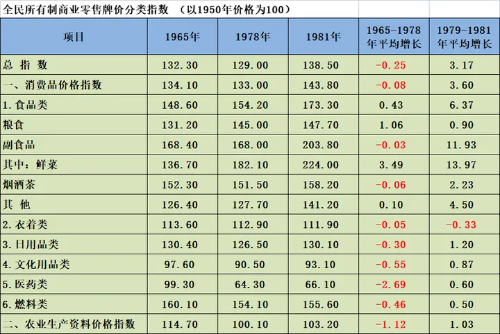 全民所有制商业零售牌价分类指数 （以1950年价格为100）
项目 1965年 1978年 1981年 1965-1978年平均增长 1979-1981年平均增长
总 指 数 132.30 129.00 138.50 -0.25 3.17
一、消费品价格指数 134.10 133.00 143.80 -0.08 3.60
1.食品类 148.60 154.20 173.30 0.43 6.37
粮食 131.20 145.00 147.70 1.06 0.90
副食品 168.40 168.00 203.80 -0.03 11.93
其中：鲜菜 136.70 182.10 224.00 3.49 13.97
烟酒茶 152.30 151.50 158.20 -0.06 2.23
其 他 126.40 127.70 141.20 0.10 4.50
2.衣着类 113.60 112.90 111.90 -0.05 -0.33
3.日用品类 130.40 126.50 130.10 -0.30 1.20
4.文化用品类 97.60 90.50 93.10 -0.55 0.87
5.医药类 99.30 64.30 66.10 -2.69 0.60
6.燃料类 160.10 154.10 155.60 -0.46 0.50
二、农业生产资料价格指数 114.70 100.10 103.20 -1.12 1.03